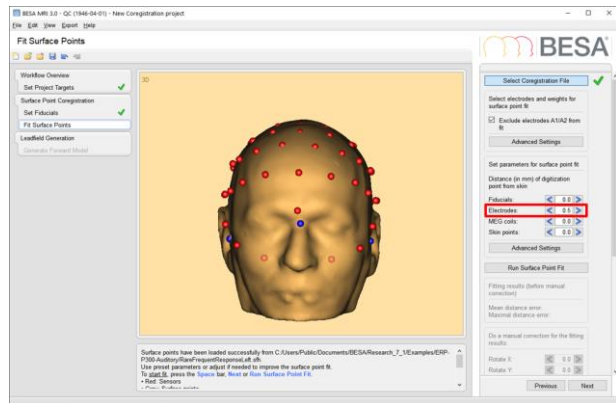 BESA MRI 3.0 - QC (1946-04-01) - New Coregistration project
File Edit View Export Help
Fit Surface Points
BESA
Workflow Overview
Set Project Targets
Surface Point Coregistration
Set Fiducials
Fit Surface Points
Leadfield Generation
Generate Forward Model
3D
Surface points have been loaded successfully from C:/Users/Public/Documents/BESA/Research_7_1/Examples/ERP-
P300-Auditory/RareFrequentResponseLeft.sfh.
Use preset parameters or adjust if needed to improve the surface point fit.
To start fit, press the Space bar, Next or Run Surface Point Fit.
• Red: Sensors
Select Coregistration File
Select electrodes and weights for
surface point fit
Exclude electrodes A1/A2 from
fit
Advanced Settings
Set parameters for surface point fit
Distance (in mm) of digitization
point from skin
Fiducials: 0.0
Electrodes: 0.5
MEG coils: 0.0
Skin points: 0.0
Advanced Settings
Run Surface Point Fit
Fitting results (before manual
correction)
Mean distance error:
Maximal distance error:
Do a manual correction for the fitting
results:
Rotate X: 0.0
Rotate Y: 0.0
Previous Next